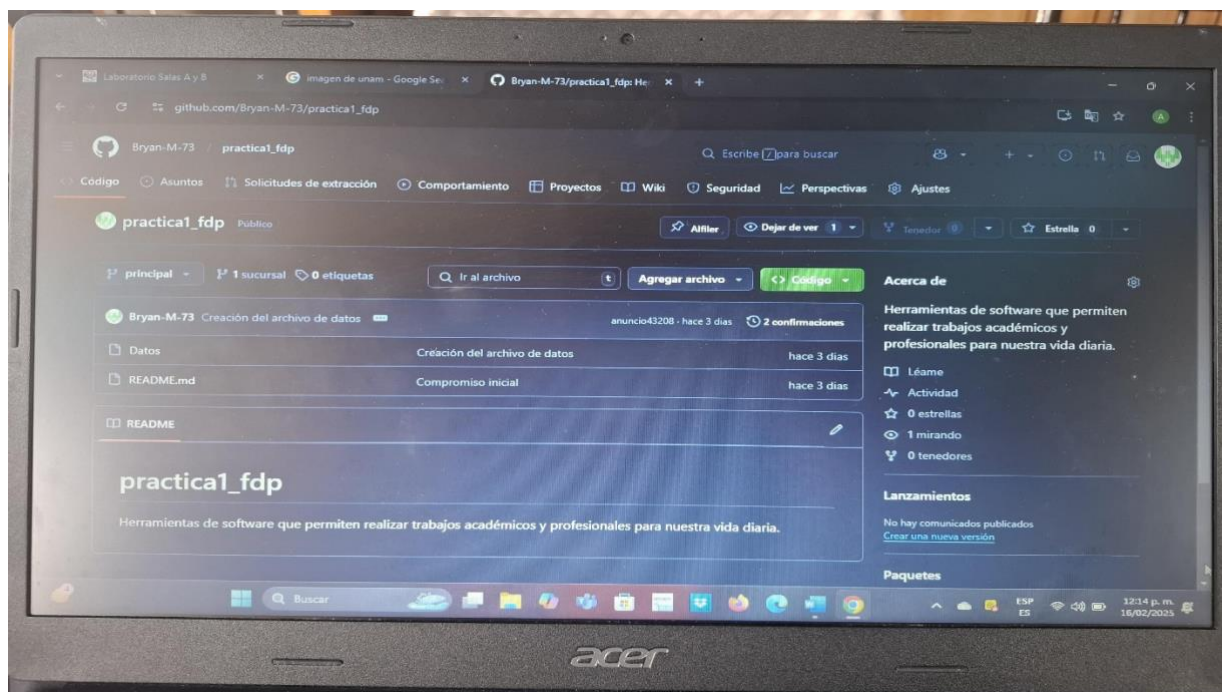 Laboratorio Salas A y B
imagen de unam - Google Se
Bryan-M-73/practica1_fdp: He
github.com/Bryan-M-73/practica1_fdp
A
Bryan-M-73 / practica1_fdp
Escribe / para buscar
Código
Asuntos
Solicitudes de extracción
Comportamiento
Proyectos
Wiki
Seguridad
Perspectivas
Ajustes
practica1_fdp Público
Alfiler
Dejar de ver 1
Tenedor 0
Estrella 0
principal
1 sucursal
0 etiquetas
Ir al archivo
t
Agregar archivo
<> Código
Bryan-M-73 Creación del archivo de datos
anuncio43208 · hace 3 dias
2 confirmaciones
Datos Creación del archivo de datos hace 3 dias
README.md Compromiso inicial hace 3 dias
README
practica1_fdp
Herramientas de software que permiten realizar trabajos académicos y profesionales para nuestra vida diaria.
Acerca de
Herramientas de software que permiten
realizar trabajos académicos y
profesionales para nuestra vida diaria.
Léame
Actividad
0 estrellas
1 mirando
0 tenedores
Lanzamientos
No hay comunicados publicados
Crear una nueva versión
Paquetes
Buscar
ESP
ES
12:14 p. m.
16/02/2025
acer